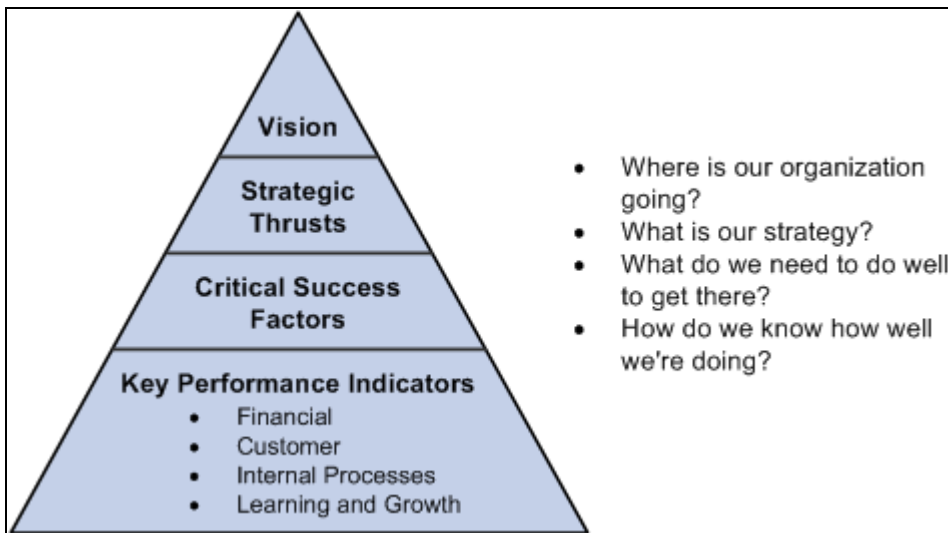 Vision
Strategic
Thrusts
Critical Success
Factors
Key Performance Indicators
• Financial
• Customer
• Internal Processes
• Learning and Growth
• Where is our organization
going?
• What is our strategy?
• What do we need to do well
to get there?
• How do we know how well
we're doing?